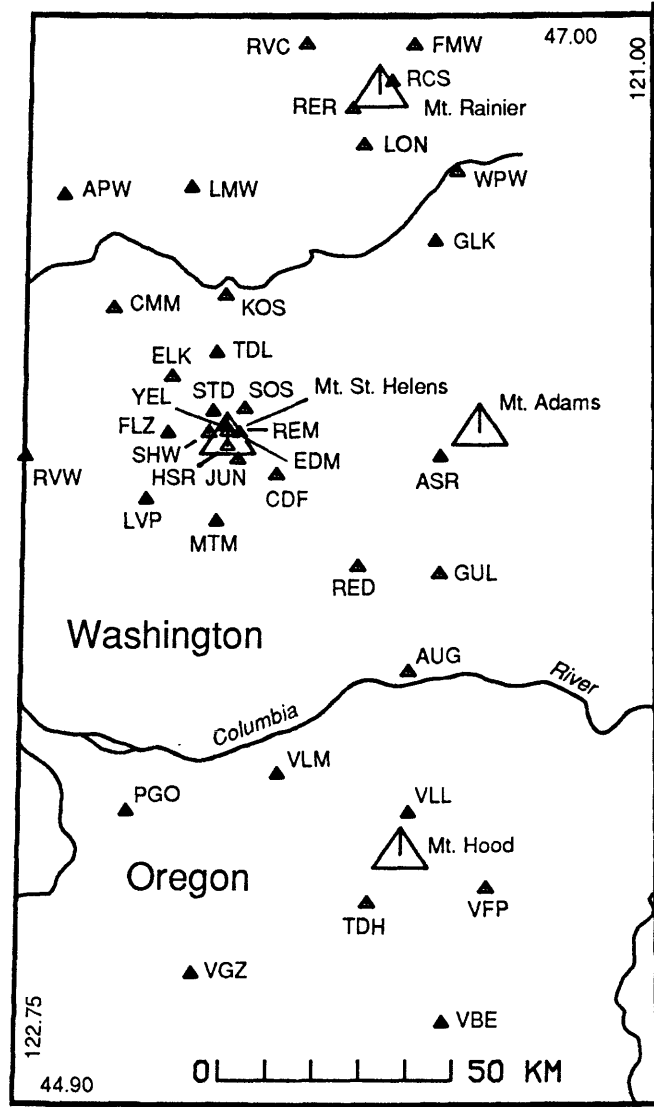 RVC
FMW
47.00
121.00
RCS
RER
Mt. Rainier
LON
WPW
APW
LMW
GLK
CMM
KOS
TDL
ELK
STD
SOS
Mt. St. Helens
Mt. Adams
YEL
FLZ
REM
SHW
EDM
RVW
HSR
JUN
CDF
ASR
LVP
MTM
RED
GUL
Washington
AUG
River
Columbia
VLM
PGO
VLL
Mt. Hood
Oregon
VFP
TDH
VGZ
VBE
122.75
44.90
0
50 KM